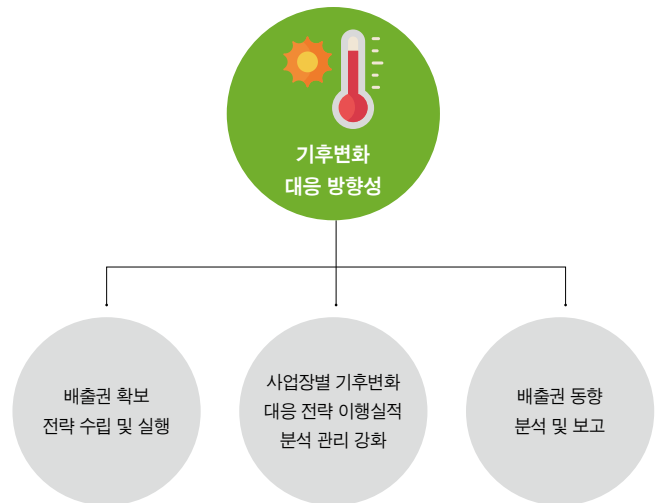 기후변화
대응 방향성
배출권 확보
전략 수립 및 실행
사업장별 기후변화
대응 전략 이행실적
분석 관리 강화
배출권 동향
분석 및 보고